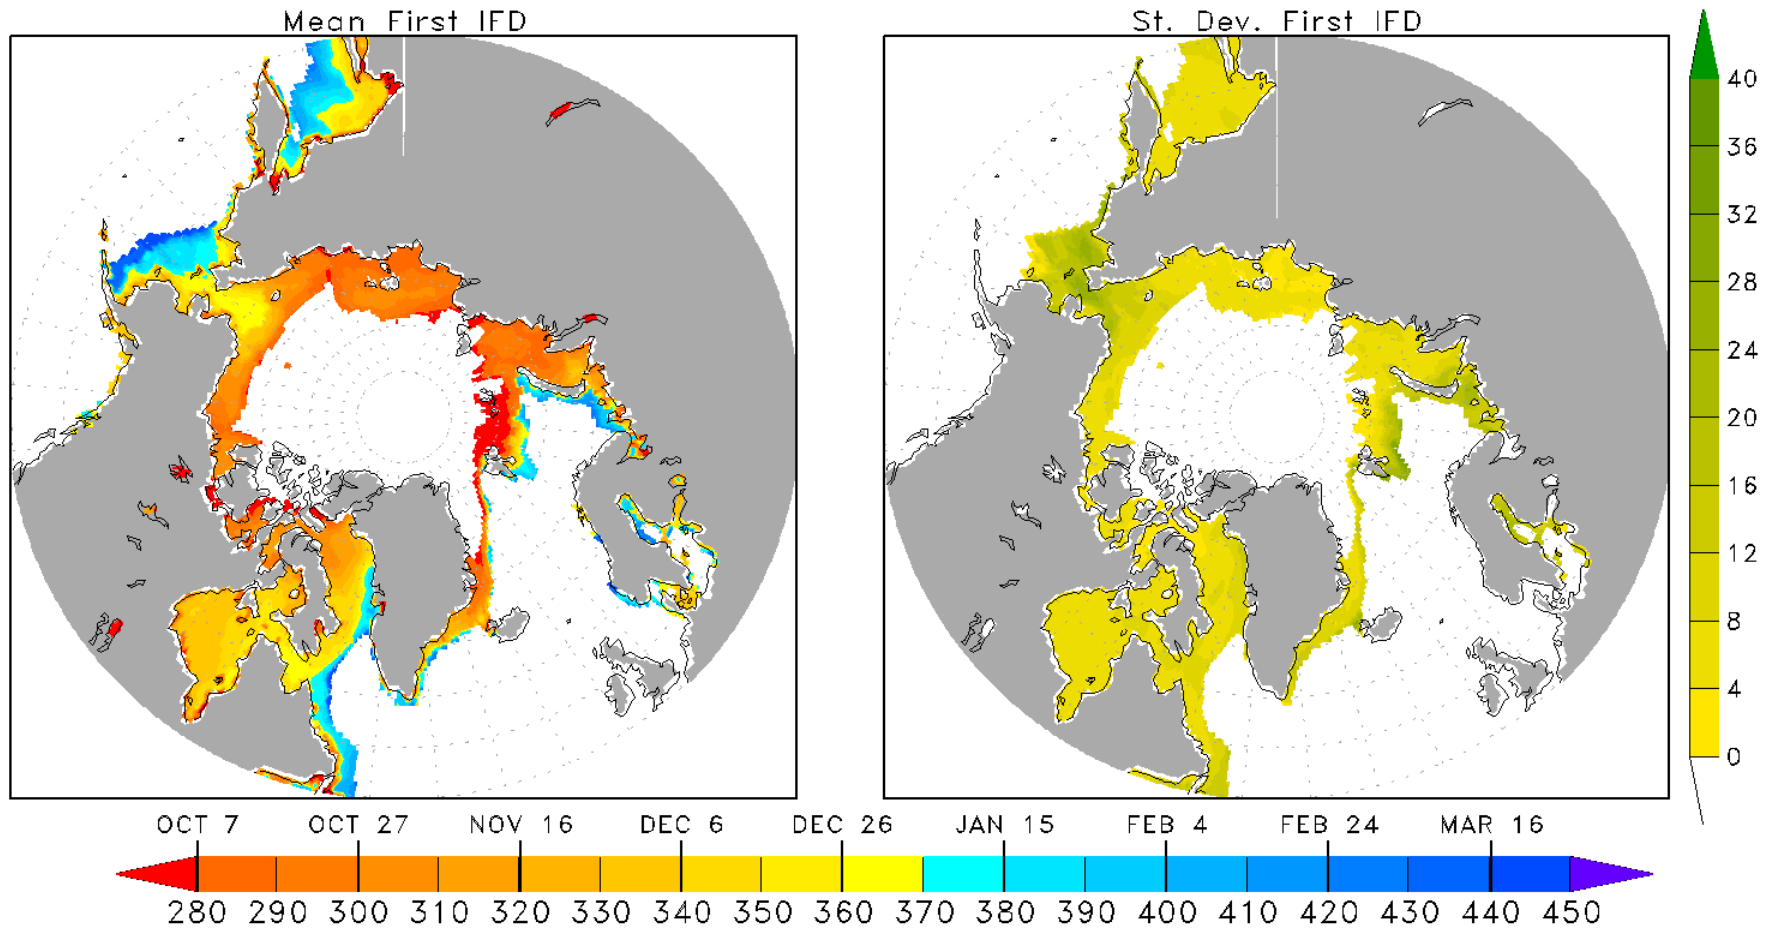 Mean First IFD
St. Dev. First IFD
40
36
32
28
24
20
16
12
8
4
0
OCT 7 OCT 27 NOV 16 DEC 6 DEC 26 JAN 15 FEB 4 FEB 24 MAR 16
280 290 300 310 320 330 340 350 360 370 380 390 400 410 420 430 440 450